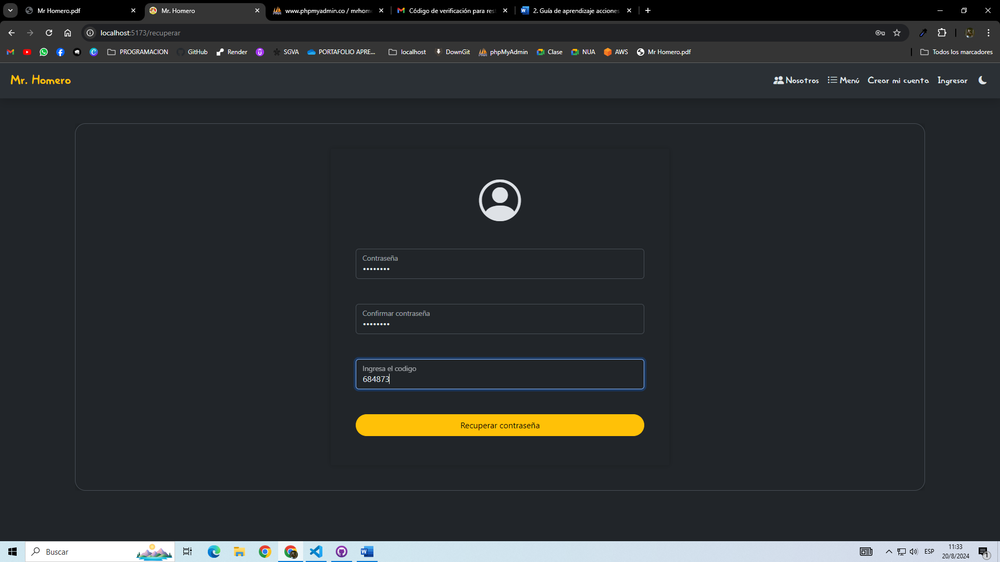 Mr Homero.pdf
Mr. Homero
www.phpmyadmin.co / mrhome
Código de verificación para rest
2. Guía de aprendizaje acciones
localhost:5173/recuperar
PROGRAMACION
GitHub
Render
SGVA
PORTAFOLIO APRE...
localhost
DownGit
phpMyAdmin
Clase
NUA
AWS
Mr Homero.pdf
Todos los marcadores
Mr. Homero
Nosotros
Menú
Crear mi cuenta
Ingresar
Contraseña
••••••••
Confirmar contraseña
••••••••
Ingresa el codigo
684873
Recuperar contraseña
Buscar
ESP
11:33
20/8/2024
1